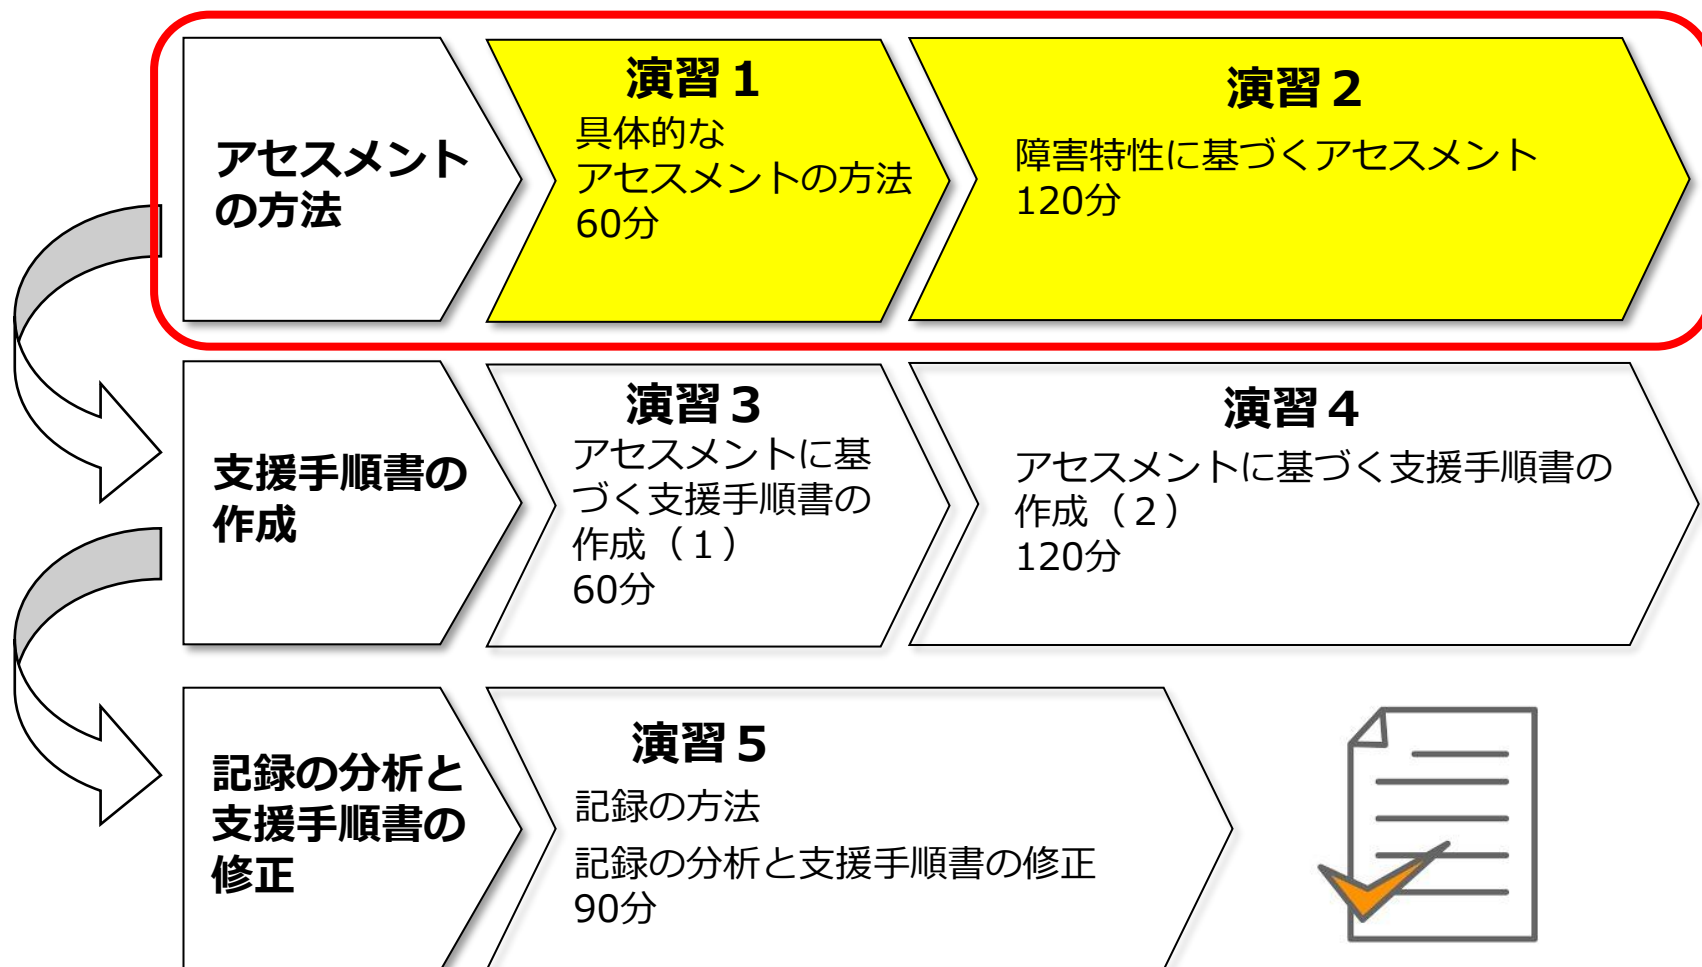 アセスメント
の方法
演習１
具体的な
アセスメントの方法
60分
演習２
障害特性に基づくアセスメント
120分
支援手順書の
作成
演習３
アセスメントに基
づく支援手順書の
作成（１）
60分
演習４
アセスメントに基づく支援手順書の
作成（２）
120分
記録の分析と
支援手順書の
修正
演習５
記録の方法
記録の分析と支援手順書の修正
90分